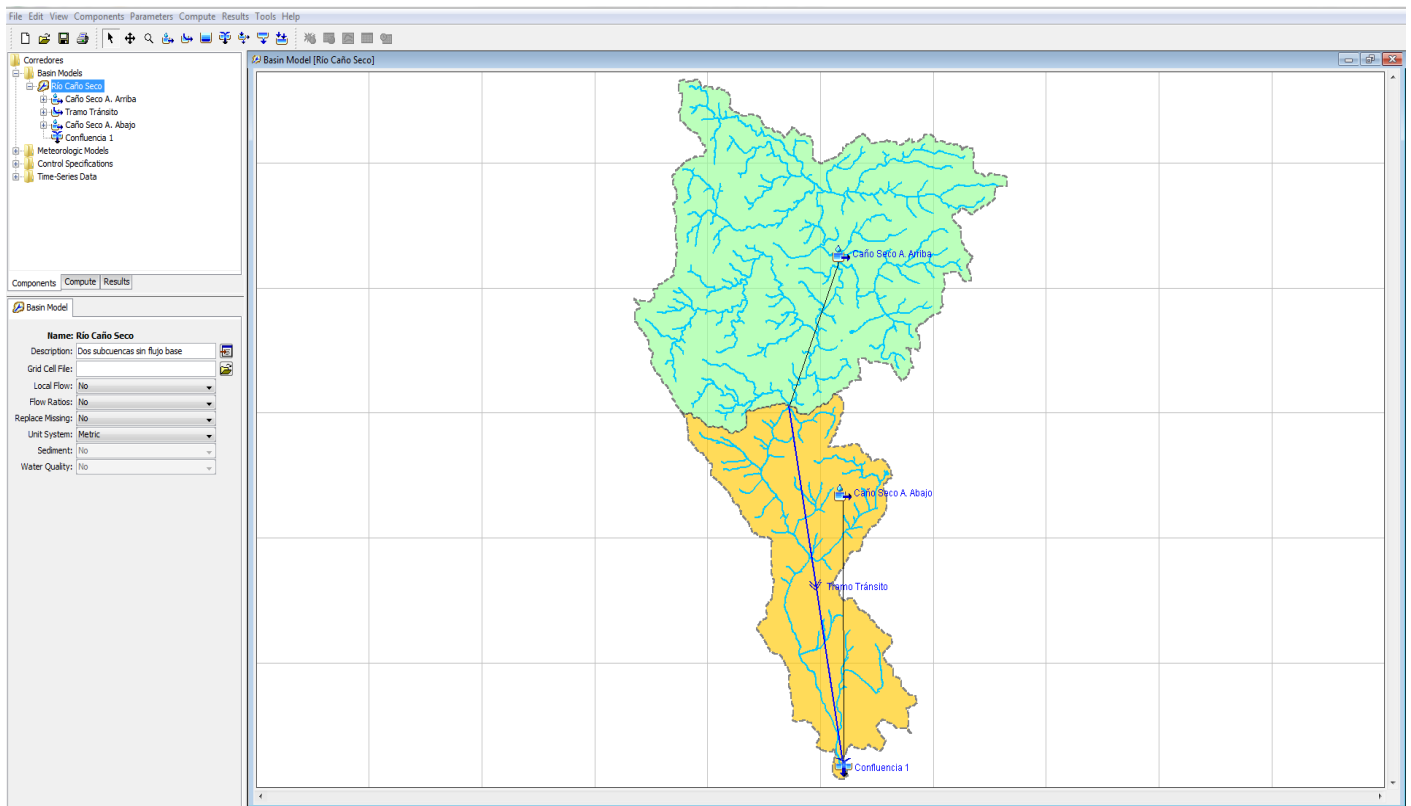 File Edit View Components Parameters Compute Results Tools Help
Corredores
Basin Models
Río Caño Seco
Caño Seco A. Arriba
Tramo Tránsito
Caño Seco A. Abajo
Confluencia 1
Meteorologic Models
Control Specifications
Time-Series Data
Components Compute Results
Basin Model
Name: Río Caño Seco
Description: Dos subcuencas sin flujo base
Grid Cell File:
Local Flow: No
Flow Ratios: No
Replace Missing: No
Unit System: Metric
Sediment: No
Water Quality: No
Basin Model [Río Caño Seco]
Caño Seco A. Arriba
Caño Seco A. Abajo
Tramo Tránsito
Confluencia 1